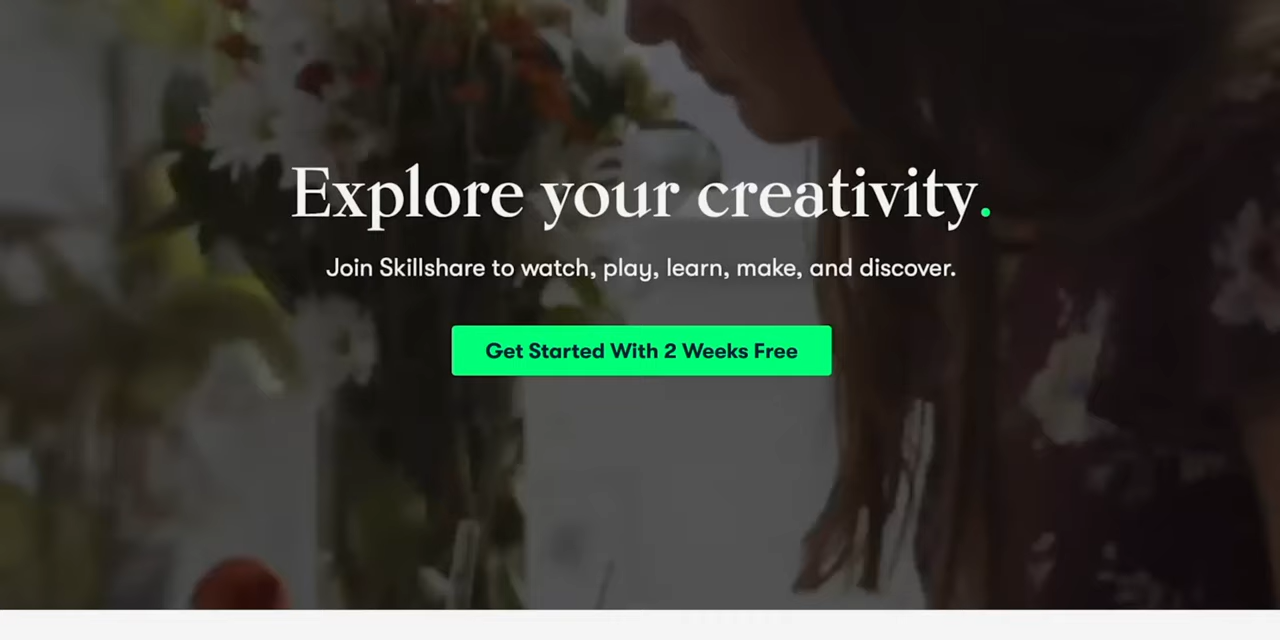 Explore your creativity.
Join Skillshare to watch, play, learn, make, and discover.
Get Started With 2 Weeks Free